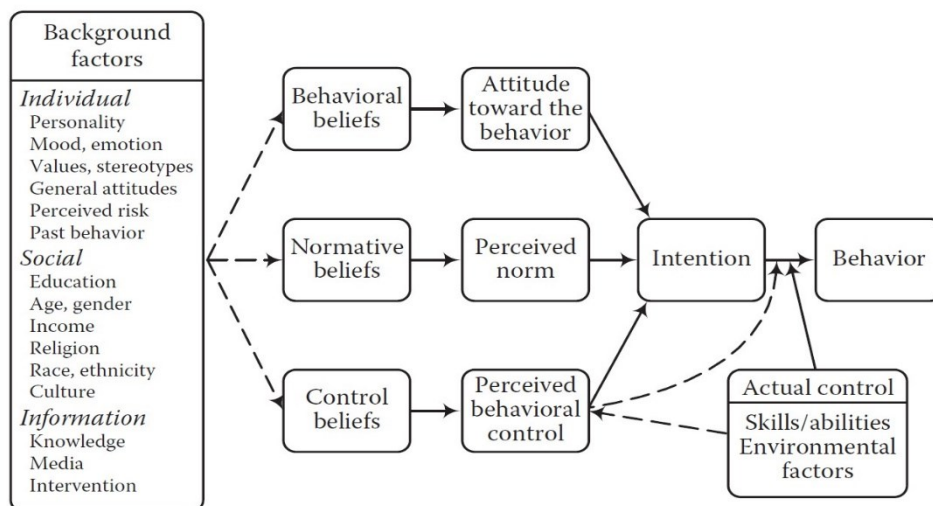 Background
factors
Individual
Personality
Mood, emotion
Values, stereotypes
General attitudes
Perceived risk
Past behavior
Social
Education
Age, gender
Income
Religion
Race, ethnicity
Culture
Information
Knowledge
Media
Intervention
Behavioral
beliefs
Attitude
toward the
behavior
Normative
beliefs
Perceived
norm
Intention
Behavior
Control
beliefs
Perceived
behavioral
control
Actual control
Skills/abilities
Environmental
factors